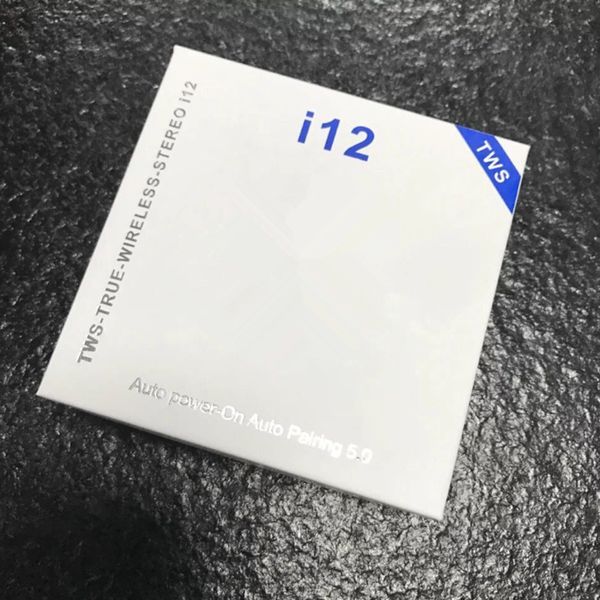 i12
TWS
TWS-TRUE-WIRELESS-STEREO i12
Auto power-On Auto Pairing 5.0